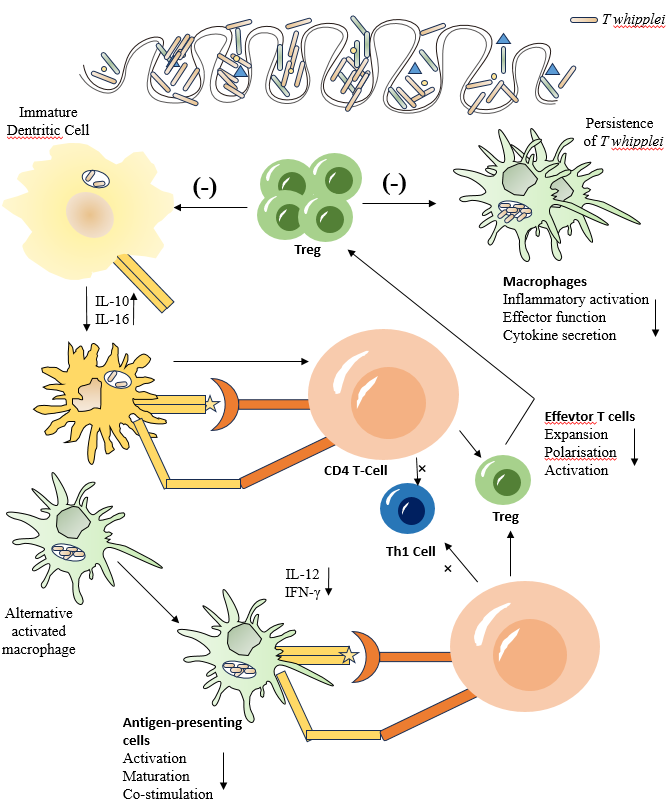 T whipplei
Immature
Dentritic Cell
Persistence
of T whipplei
(-)
(-)
Treg
Macrophages
Inflammatory activation
Effector function
Cytokine secretion
IL-10
IL-16
Effevtor T cells
Expansion
Polarisation
Activation
CD4 T-Cell
×
Treg
Th1 Cell
×
IL-12
IFN-γ
Alternative
activated
macrophage
Antigen-presenting
cells
Activation
Maturation
Co-stimulation